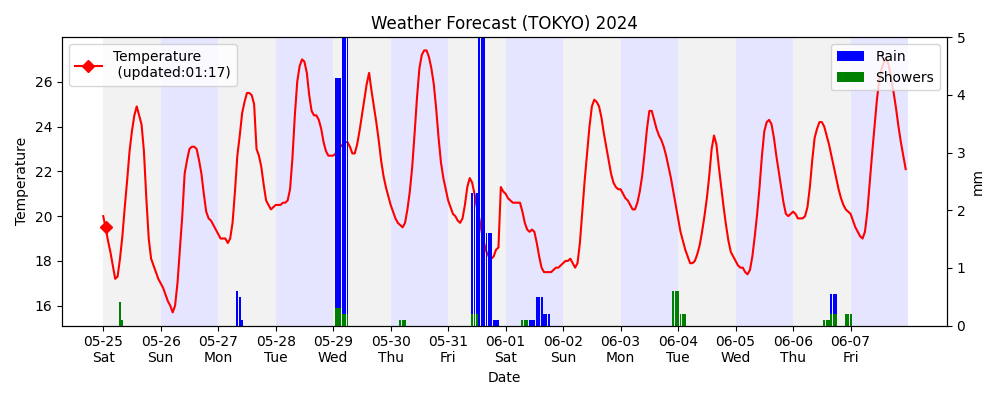 Weather Forecast (TOKYO) 2024
Temperature
(updated:01:17)
Rain
Showers
Temperature
26
24
22
20
18
16
5
4
3
2
1
0
mm
05-25 05-26 05-27 05-28 05-29 05-30 05-31 06-01 06-02 06-03 06-04 06-05 06-06 06-07
Sat Sun Mon Tue Wed Thu Fri Sat Sun Mon Tue Wed Thu Fri
Date